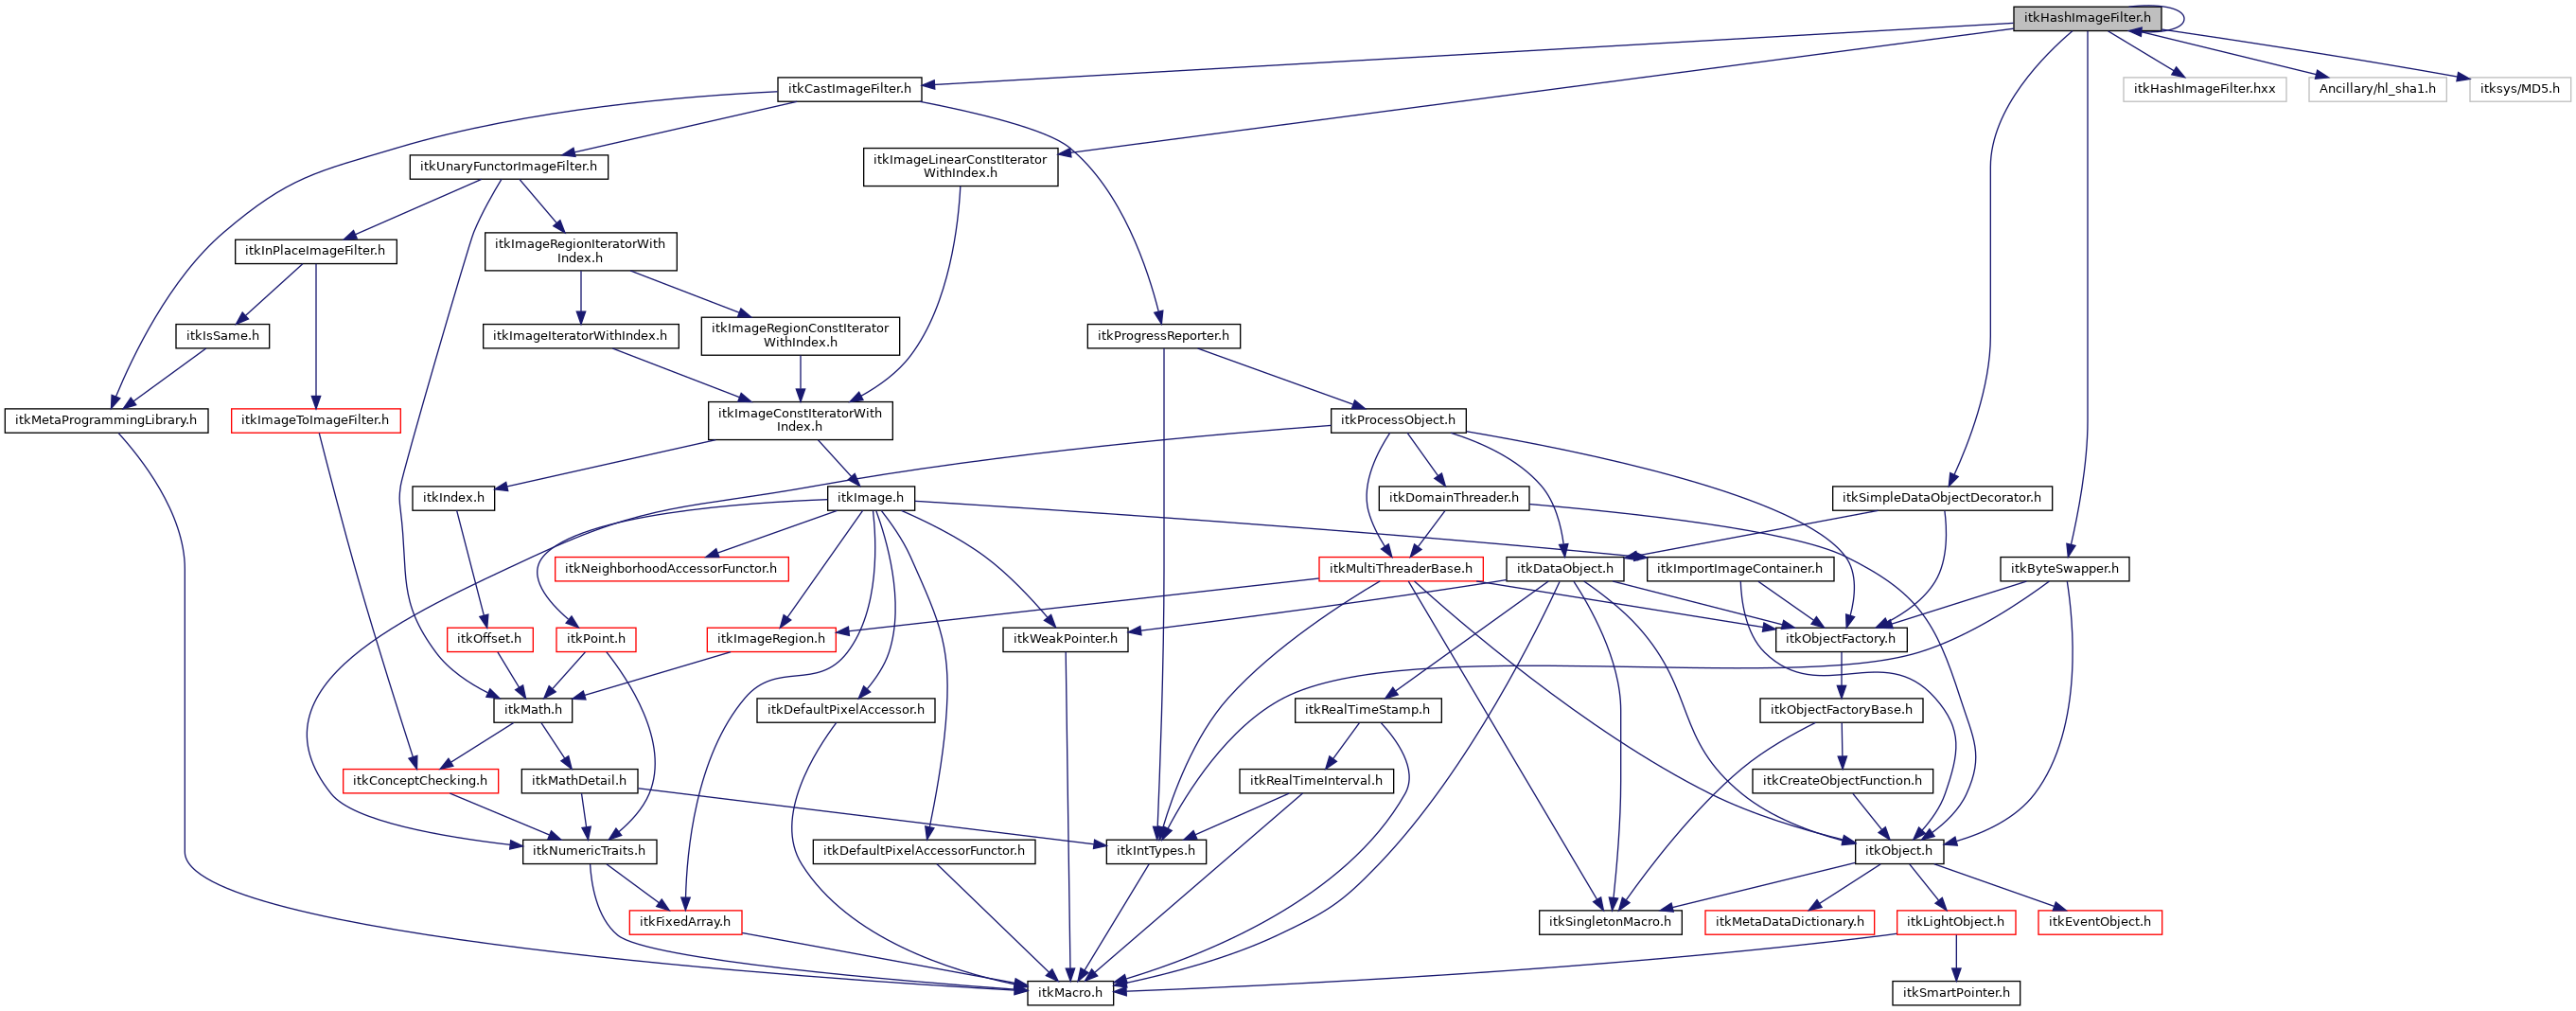 itkHashImageFilter.h
itkCastImageFilter.h
itkHashImageFilter.hxx
Ancillary/hl_sha1.h
itksys/MD5.h
itkUnaryFunctorImageFilter.h
itkImageLinearConstIterator
WithIndex.h
itkInPlaceImageFilter.h
itkImageRegionIteratorWith
Index.h
itkIsSame.h
itkImageIteratorWithIndex.h
itkImageRegionConstIterator
WithIndex.h
itkProgressReporter.h
itkMetaProgrammingLibrary.h
itkImageToImageFilter.h
itkImageConstIteratorWith
Index.h
itkProcessObject.h
itkIndex.h
itkImage.h
itkDomainThreader.h
itkSimpleDataObjectDecorator.h
itkNeighborhoodAccessorFunctor.h
itkMultiThreaderBase.h
itkDataObject.h
itkImportImageContainer.h
itkByteSwapper.h
itkOffset.h
itkPoint.h
itkImageRegion.h
itkWeakPointer.h
itkObjectFactory.h
itkMath.h
itkDefaultPixelAccessor.h
itkRealTimeStamp.h
itkObjectFactoryBase.h
itkConceptChecking.h
itkMathDetail.h
itkRealTimeInterval.h
itkCreateObjectFunction.h
itkNumericTraits.h
itkDefaultPixelAccessorFunctor.h
itkIntTypes.h
itkObject.h
itkFixedArray.h
itkSingletonMacro.h
itkMetaDataDictionary.h
itkLightObject.h
itkEventObject.h
itkMacro.h
itkSmartPointer.h